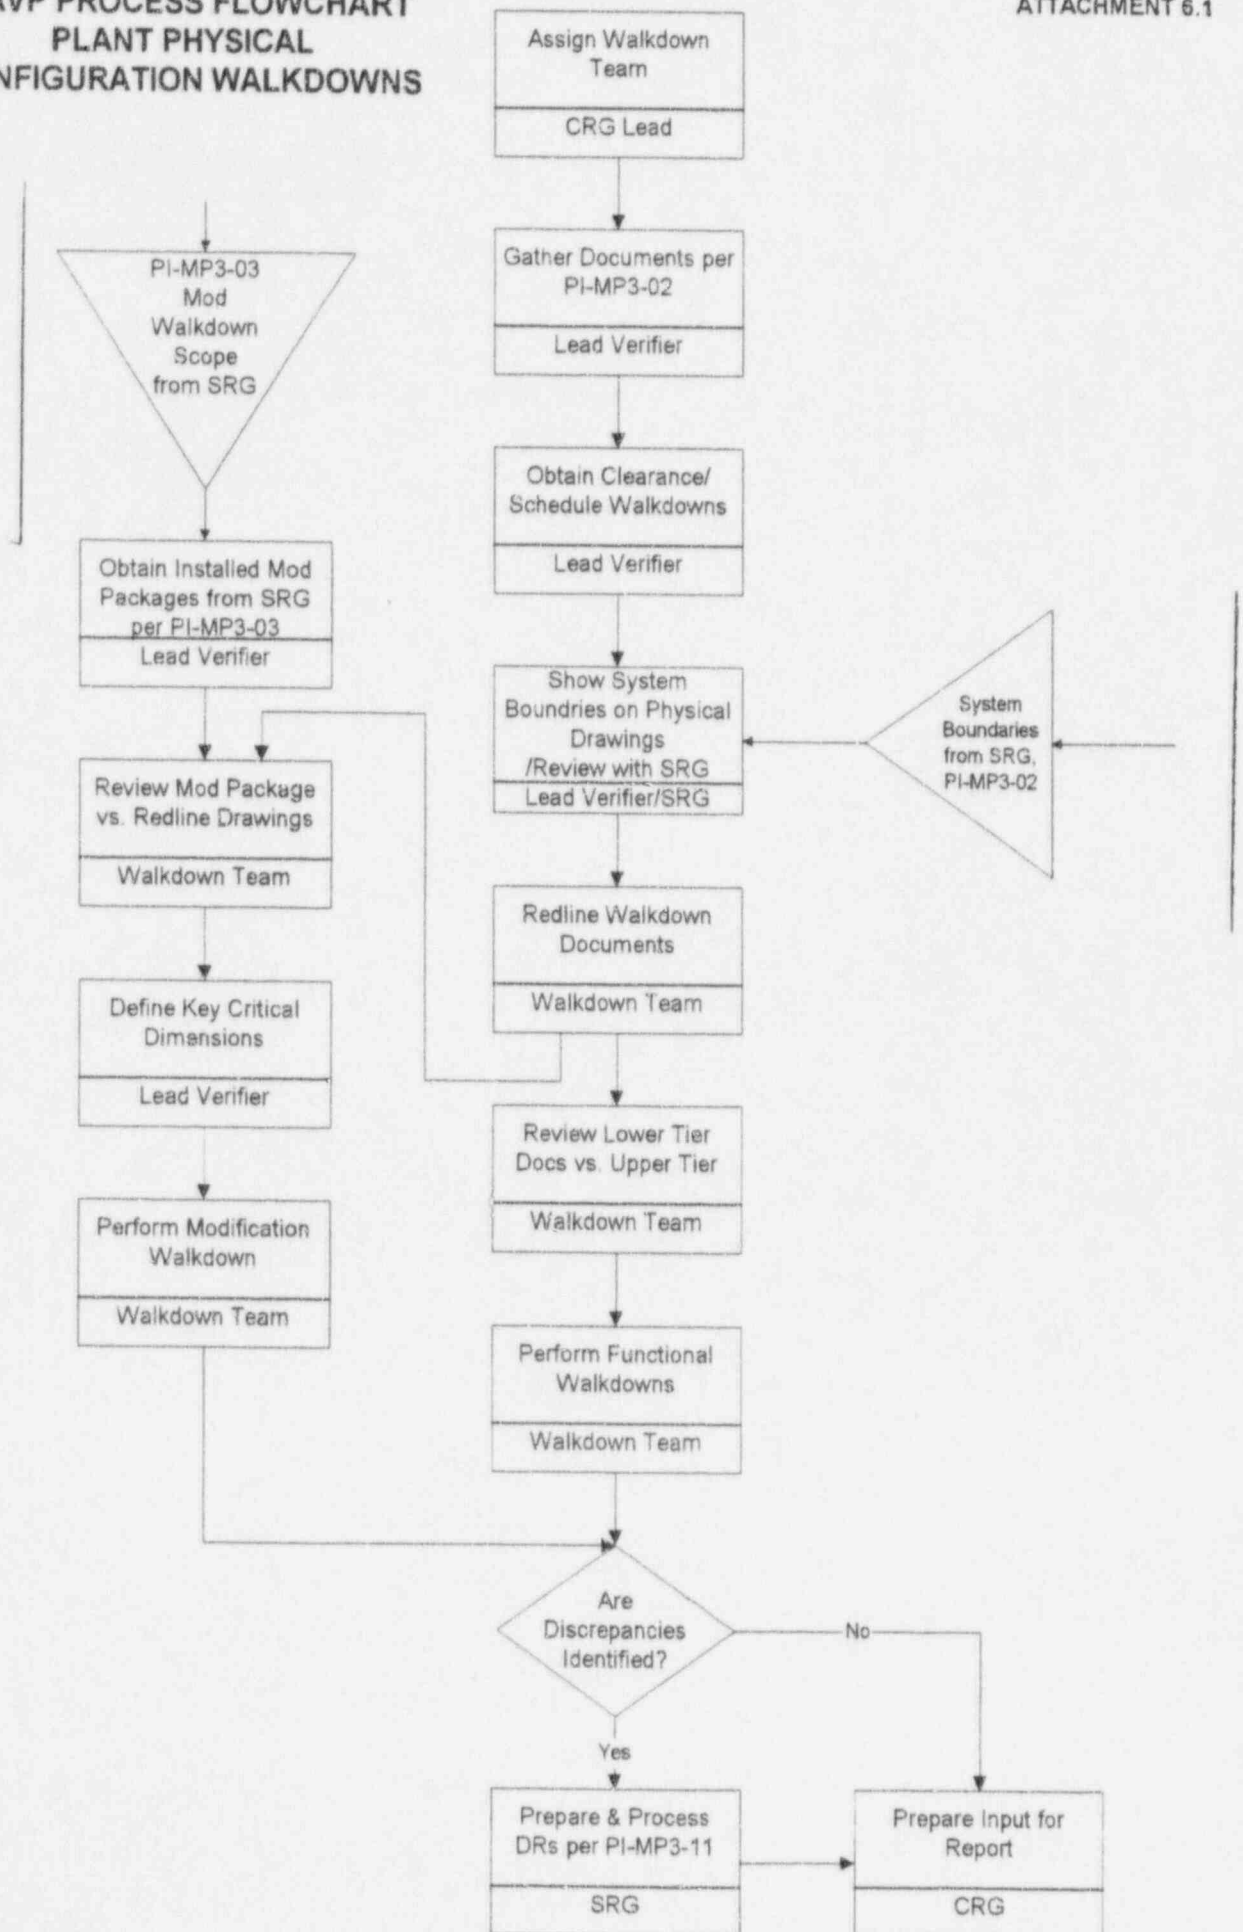 PROCESS FLOWCHART
PLANT PHYSICAL
WALKDOWNS
ATTACHMENT 6.1
Assign Walkdown
Team
CRG Lead
Gather Documents per
PI-MP3-02
Lead Verifier
Obtain Clearance/
Schedule Walkdowns
Lead Verifier
Show System
Boundries on Physical
Drawings
/Review with SRG
Lead Verifier/SRG
System
Boundaries
from SRG,
PI-MP3-02
Redline Walkdown
Documents
Walkdown Team
Review Lower Tier
Docs vs. Upper Tier
Walkdown Team
Perform Functional
Walkdowns
Walkdown Team
PI-MP3-03
Mod
Walkdown
Scope
from SRG
Obtain Installed Mod
Packages from SRG
per PI-MP3-03
Lead Verifier
Review Mod Package
vs. Redline Drawings
Walkdown Team
Define Key Critical
Dimensions
Lead Verifier
Perform Modification
Walkdown
Walkdown Team
Are
Discrepancies
Identified?
No
Yes
Prepare & Process
DRs per PI-MP3-11
SRG
Prepare Input for
Report
CRG